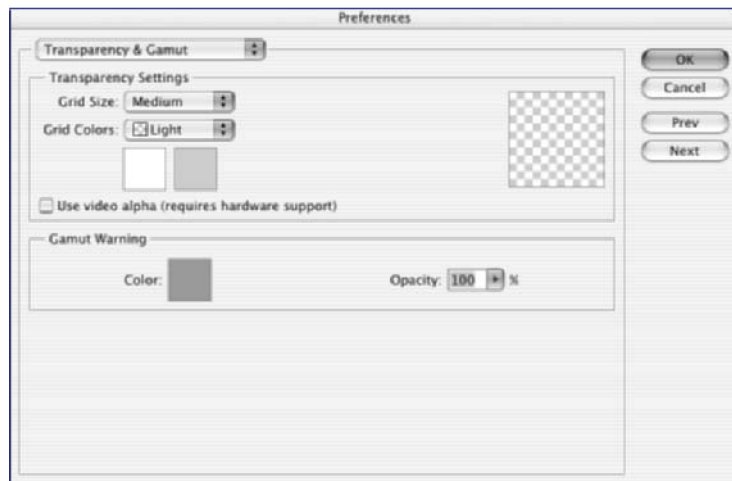 Preferences
Transparency & Gamut
OK
Transparency Settings
Cancel
Grid Size: Medium
Grid Colors: Light
Prev
Next
Use video alpha (requires hardware support)
Gamut Warning
Color:
Opacity: 100 %